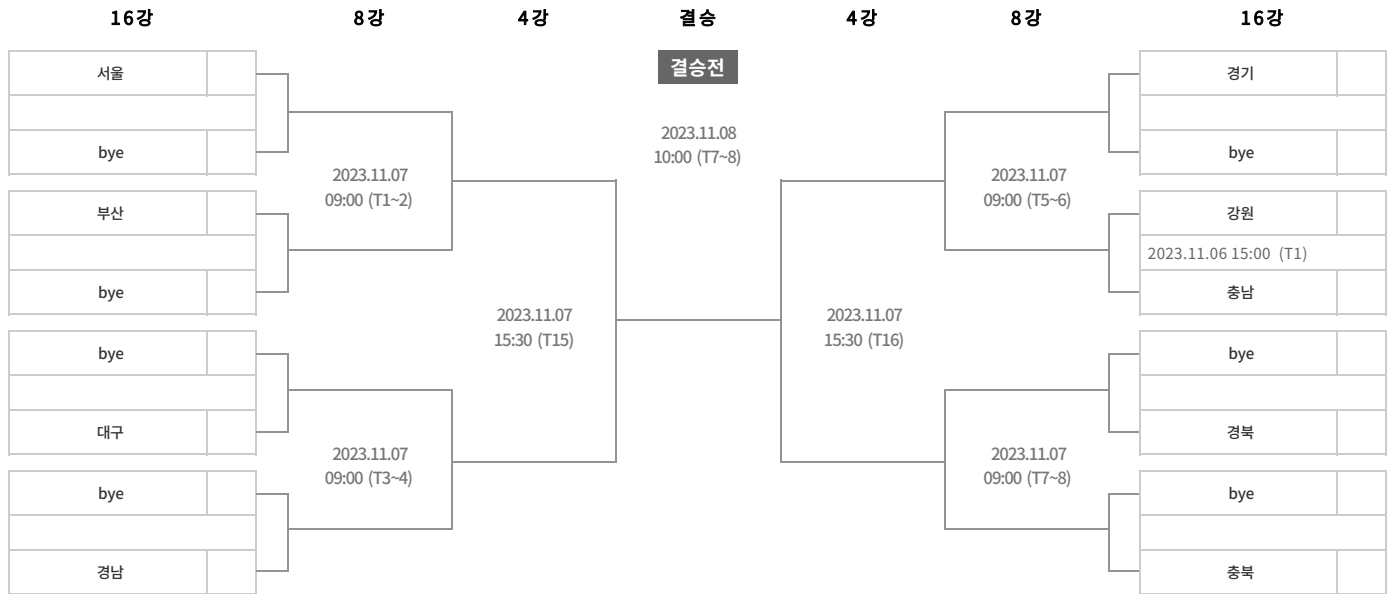 16강 8강 4강 결승 4강 8강 16강
결승전
서울
bye
부산
bye
bye
대구
bye
경남
2023.11.07
09:00 (T1~2)
2023.11.07
09:00 (T3~4)
2023.11.07
15:30 (T15)
2023.11.08
10:00 (T7~8)
2023.11.07
15:30 (T16)
2023.11.07
09:00 (T5~6)
2023.11.07
09:00 (T7~8)
경기
bye
강원
2023.11.06 15:00 (T1)
충남
bye
경북
bye
충북